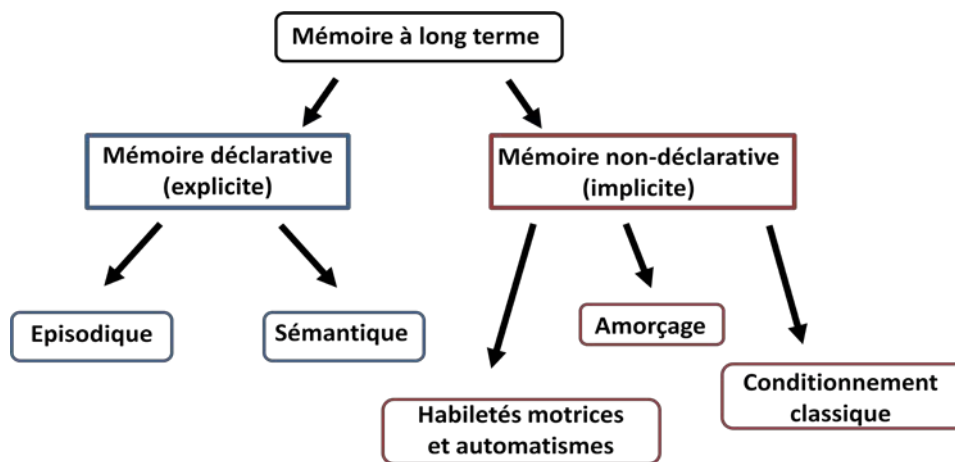 Mémoire à long terme
Mémoire déclarative
(explicite)
Mémoire non-déclarative
(implicite)
Episodique
Sémantique
Amorçage
Habiletés motrices
et automatismes
Conditionnement
classique